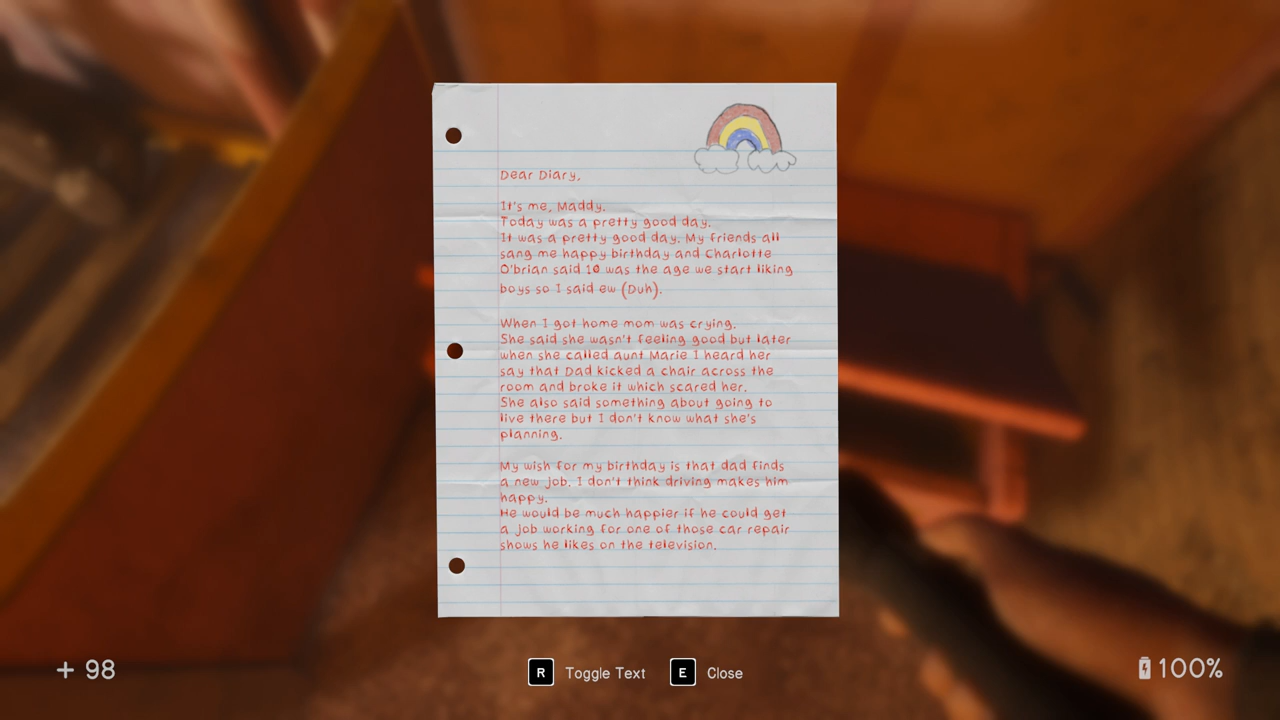 Dear Diary,
It's me, Maddy.
Today was a pretty good day.
It was a pretty good day. My friends all
sang me happy birthday and Charlotte
O'brian said 10 was the age we start liking
boys so I said ew (Duh).
When I got home mom was crying.
She said she wasn't feeling good but later
when she called aunt Marie I heard her
say that Dad kicked a chair across the
room and broke it which scared her.
She also said something about going to
live there but I don't know what she's
planning.
My wish for my birthday is that dad finds
a new job. I don't think driving makes him
happy.
He would be much happier if he could get
a job working for one of those car repair
shows he likes on the television.
+ 98
R Toggle Text E Close
100%